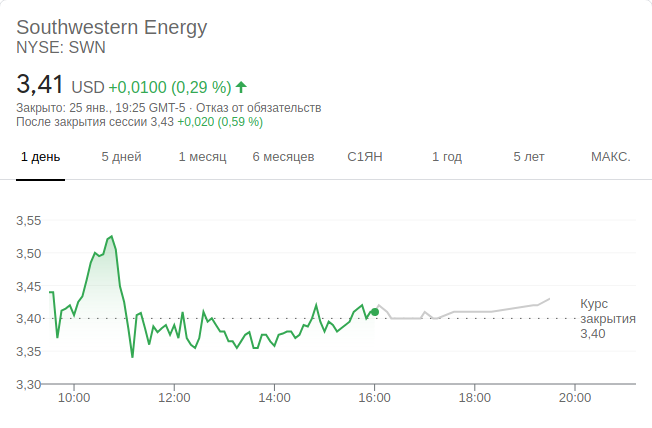 Southwestern Energy
NYSE: SWN
3,41 USD +0,0100 (0,29 %)
Закрыто: 25 янв., 19:25 GMT-5 · Отказ от обязательств
После закрытия сессии 3,43 +0,020 (0,59 %)
1 день 5 дней 1 месяц 6 месяцев С1ЯН 1 год 5 лет МАКС.
3,55
3,50
3,45
3,40
3,35
3,30
Курс
закрытия
3,40
10:00 12:00 14:00 16:00 18:00 20:00